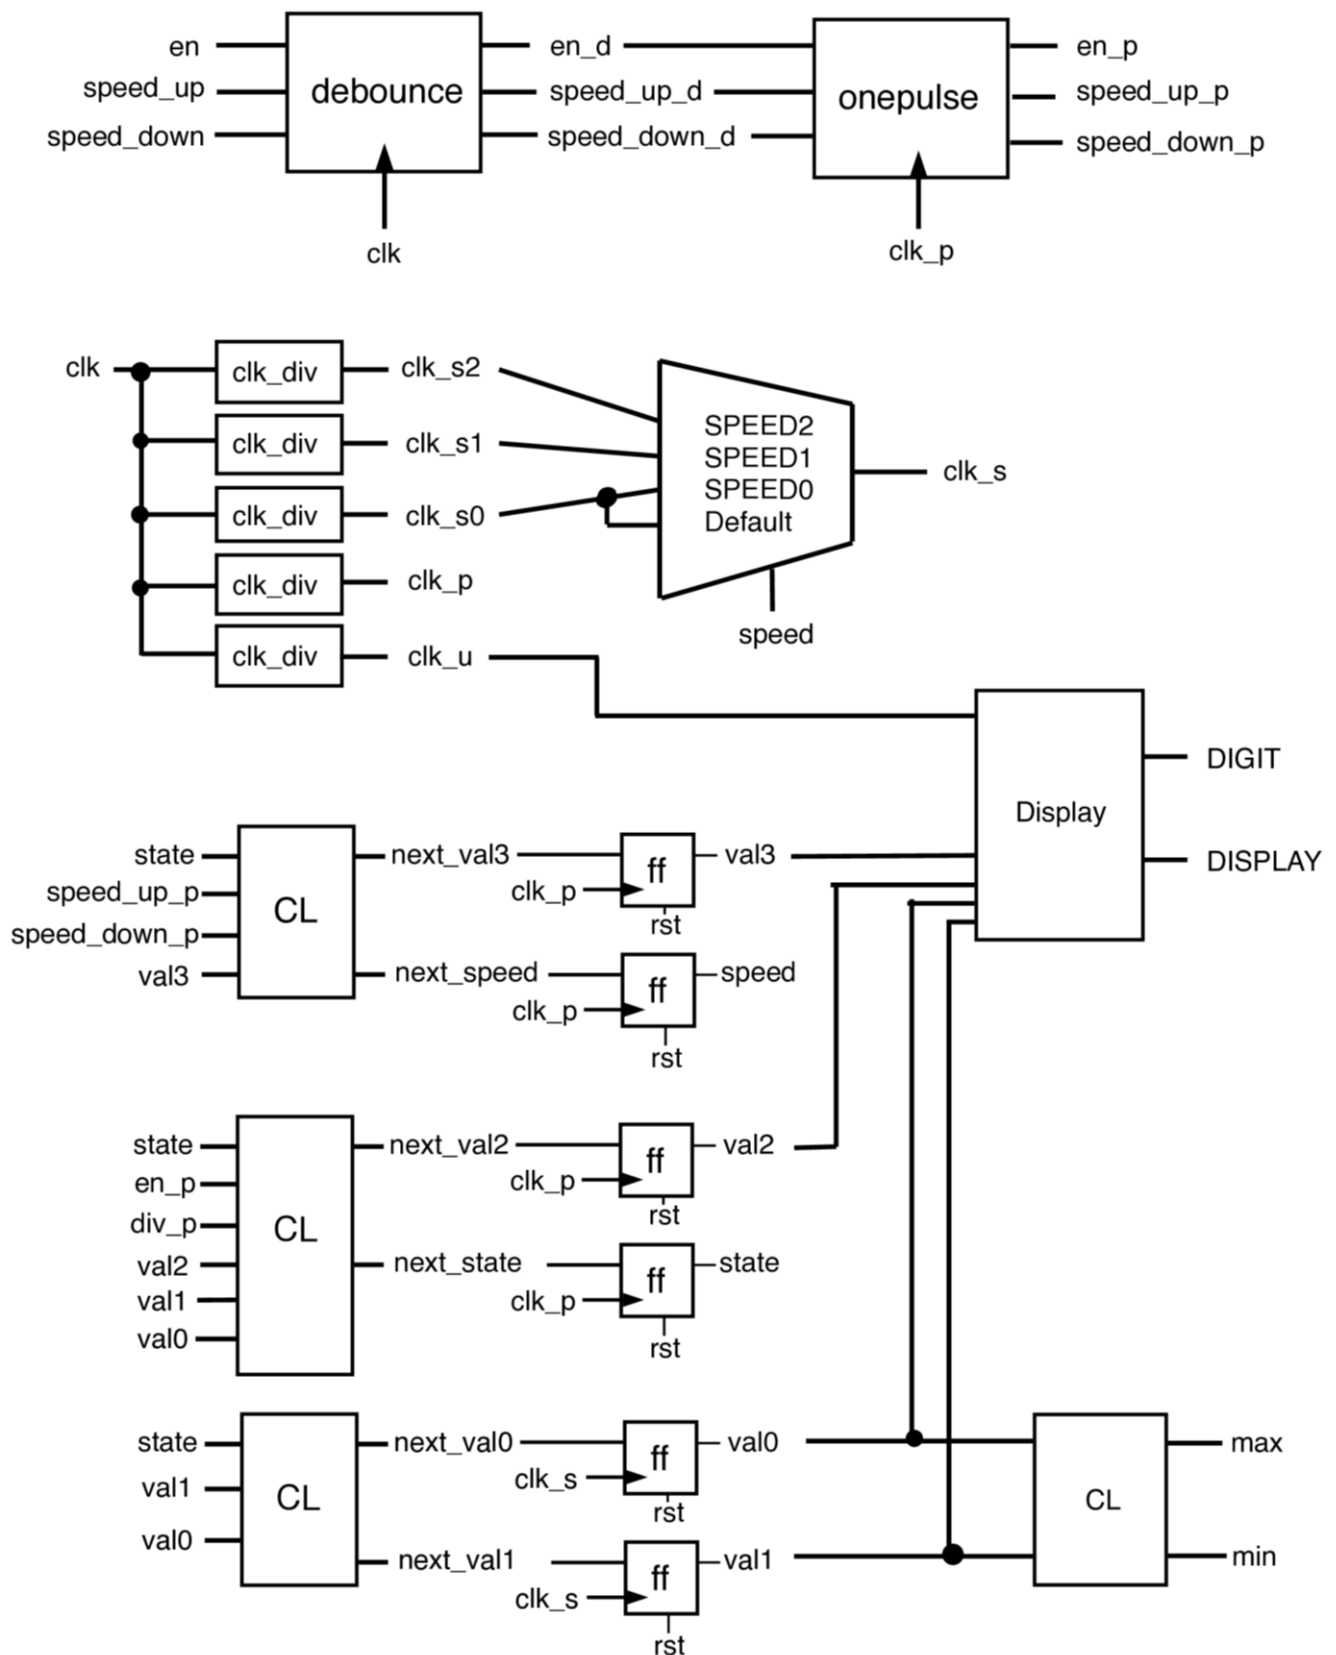 en
speed_up
speed_down
debounce
clk
en_d
speed_up_d
speed_down_d
onepulse
clk_p
en_p
speed_up_p
speed_down_p
clk
clk_div
clk_s2
clk_div
clk_s1
clk_div
clk_s0
clk_div
clk_p
clk_div
clk_u
SPEED2
SPEED1
SPEED0
Default
clk_s
speed
Display
DIGIT
DISPLAY
state
speed_up_p
speed_down_p
val3
CL
next_val3
clk_p
ff
rst
val3
next_speed
clk_p
ff
rst
speed
state
en_p
div_p
val2
val1
val0
CL
next_val2
clk_p
ff
rst
val2
next_state
clk_p
ff
rst
state
state
val1
val0
CL
next_val0
clk_s
ff
rst
val0
next_val1
clk_s
ff
rst
val1
CL
max
min